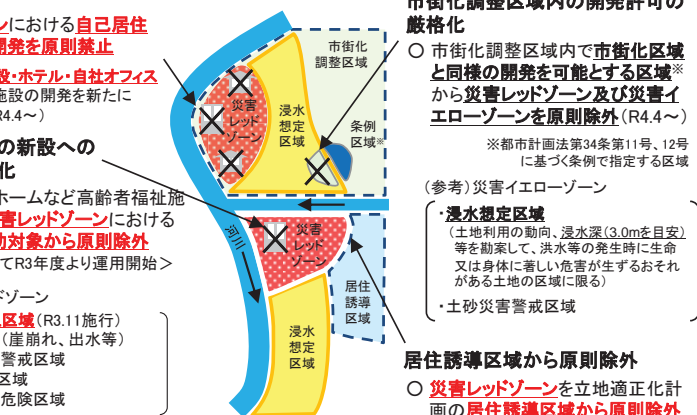 ンにおける自己居住
開発を原則禁止
設・ホテル・自社オフィス
施設の開発を新たに
R4.4～）
の新設への
化
ホームなど高齢者福祉施
害レッドゾーンにおける
助対象から原則除外
てR3年度より運用開始＞
ドゾーン
区域(R3.11施行)
(崖崩れ、出水等)
警戒区域
区域
危険区域
市街化
調整区域
災害
レッド
ゾーン
浸水
想定
区域
条例
区域※
河川
災害
レッド
ゾーン
居住
誘導
区域
浸水
想定
区域
市街化調整区域内の開発許可の
厳格化
○ 市街化調整区域内で市街化区域
と同様の開発を可能とする区域※
から災害レッドゾーン及び災害イ
エローゾーンを原則除外(R4.4～)
※都市計画法第34条第11号、12号
に基づく条例で指定する区域
(参考)災害イエローゾーン
・浸水想定区域
(土地利用の動向、浸水深(3.0mを目安)
等を勘案して、洪水等の発生時に生命
又は身体に著しい危害が生ずるおそれ
がある土地の区域に限る)
・土砂災害警戒区域
居住誘導区域から原則除外
○ 災害レッドゾーンを立地適正化計
画の居住誘導区域から原則除外